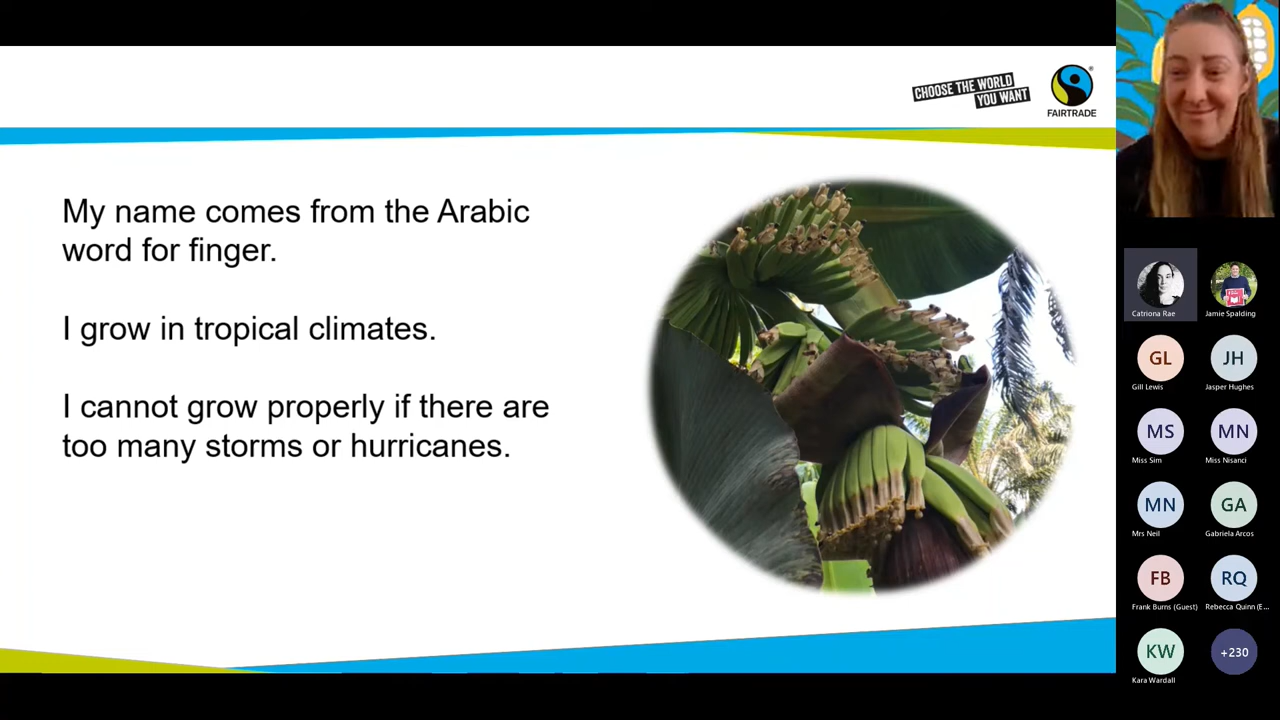 CHOOSE THE WORLD
YOU WANT
FAIRTRADE
My name comes from the Arabic
word for finger.
I grow in tropical climates.
I cannot grow properly if there are
too many storms or hurricanes.
Catriona Rae
Jamie Spalding
GL
JH
Gill Lewis
Jasper Hughes
MS
MN
Miss Sim
Miss Nisanci
MN
GA
Mrs Neil
Gabriela Arcos
FB
RQ
Frank Burns (Guest)
Rebecca Quinn (E...
KW
+230
Kara Wardall